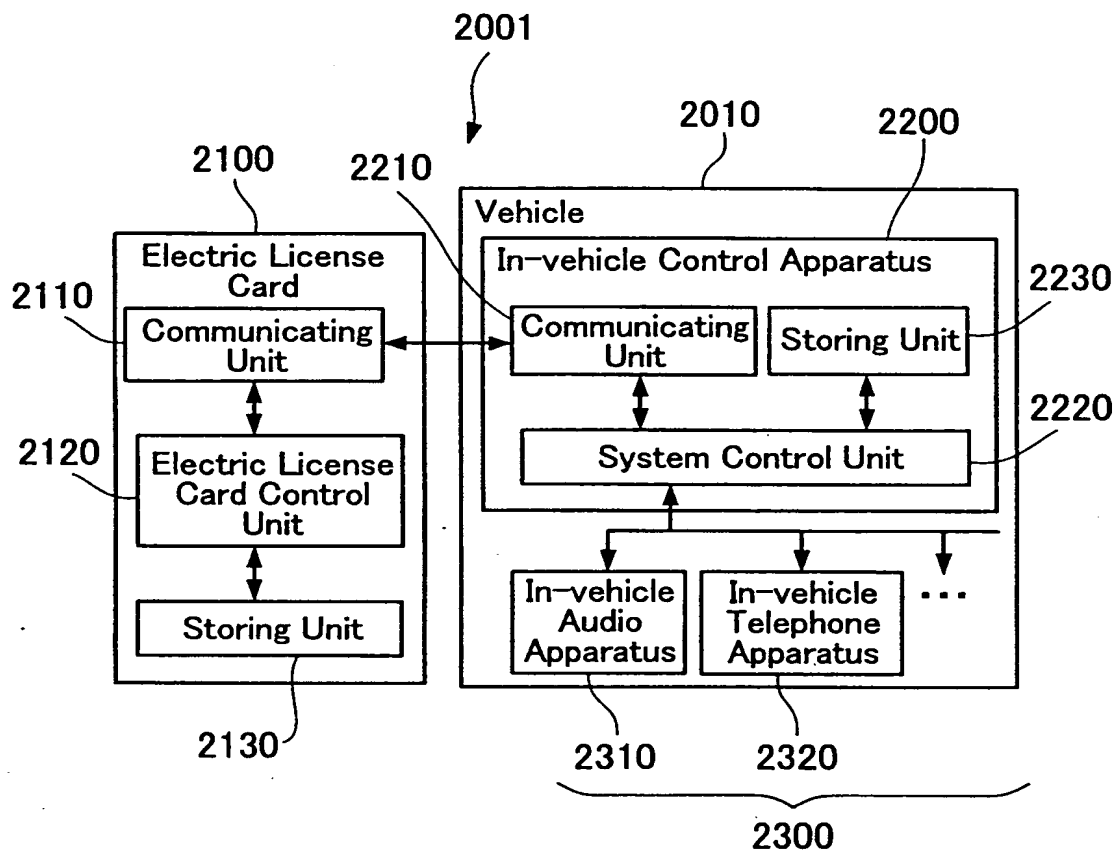 2001
2010
2200
2100
2210
Vehicle
Electric License
Card
In-vehicle Control Apparatus
2230
2110
Communicating
Unit
Communicating
Unit
Storing Unit
2220
2120
Electric License
Card Control
Unit
System Control Unit
Storing Unit
In-vehicle
Audio
Apparatus
In-vehicle
Telephone
Apparatus
...
2130
2310
2320
2300